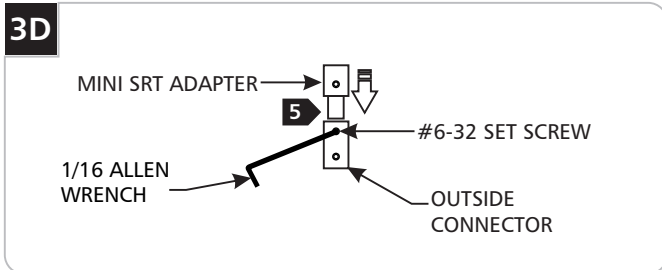 3D
MINI SRT ADAPTER
5
#6-32 SET SCREW
1/16 ALLEN
WRENCH
OUTSIDE
CONNECTOR